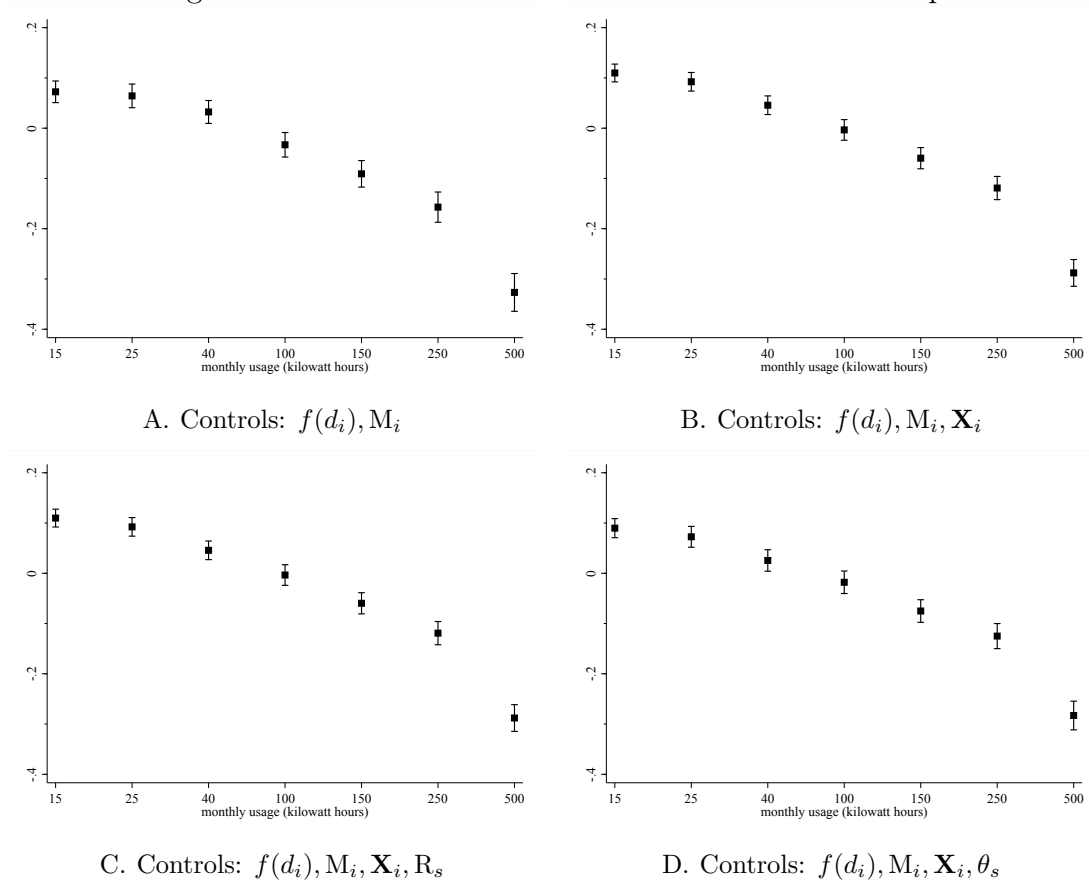 .2
0
-.2
-.4
15 25 40 100 150 250 500
monthly usage (kilowatt hours)
A. Controls: f(d_i), M_i
.2
0
-.2
-.4
15 25 40 100 150 250 500
monthly usage (kilowatt hours)
B. Controls: f(d_i), M_i, X_i
.2
0
-.2
-.4
15 25 40 100 150 250 500
monthly usage (kilowatt hours)
C. Controls: f(d_i), M_i, X_i, R_s
.2
0
-.2
-.4
15 25 40 100 150 250 500
monthly usage (kilowatt hours)
D. Controls: f(d_i), M_i, X_i, θ_s